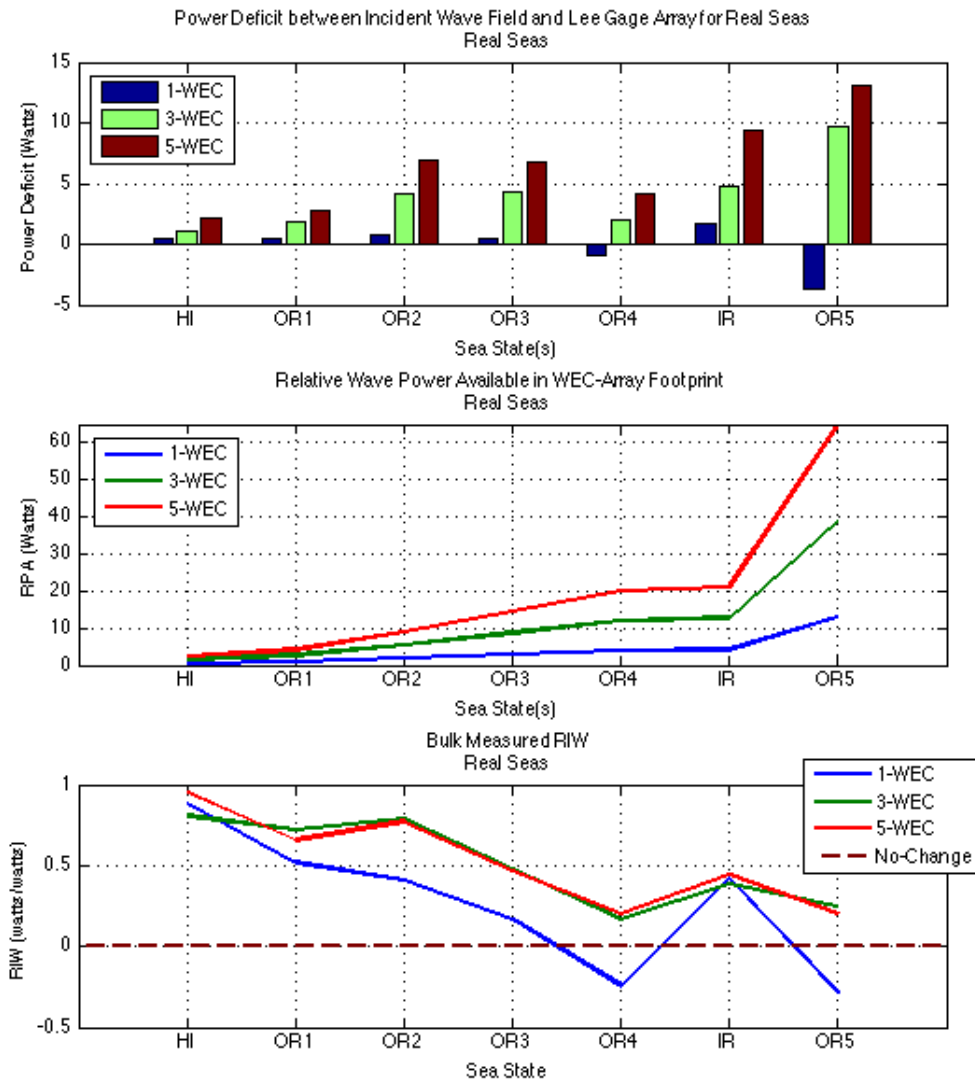 Power Deficit between Incident Wave Field and Lee Gage Array for Real Seas
Real Seas
15
10
5
0
-5
Power Deficit (Watts)
1-WEC
3-WEC
5-WEC
HI OR1 OR2 OR3 OR4 IR OR5
Sea State(s)
Relative Wave Power Available in WEC-Array Footprint
Real Seas
60
50
40
30
20
10
0
RPA (Watts)
1-WEC
3-WEC
5-WEC
HI OR1 OR2 OR3 OR4 IR OR5
Sea State(s)
Bulk Measured RIW
Real Seas
1
0.5
0
-0.5
RIW (watts/watts)
1-WEC
3-WEC
5-WEC
No-Change
HI OR1 OR2 OR3 OR4 IR OR5
Sea State